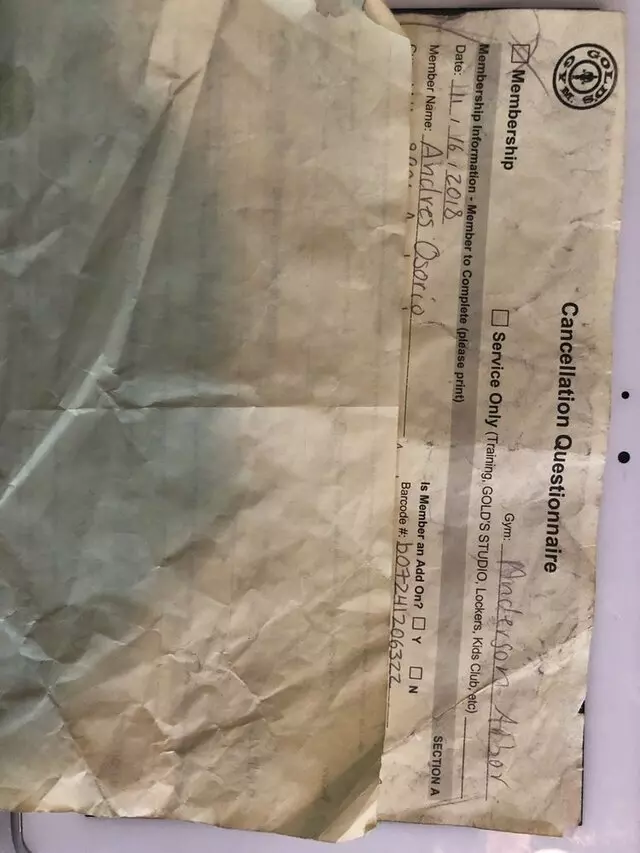 GOLD'S GYM
Cancellation Questionnaire
Gym: Anderson Arbor
Membership
Service Only (Training, GOLD'S STUDIO, Lockers, Kids Club, etc)
Membership Information - Member to Complete (please print)
SECTION A
Date: 11 / 16 / 2018
Is Member an Add On? Y N
Member Name: Andres Osorio
Barcode #: b07241206322